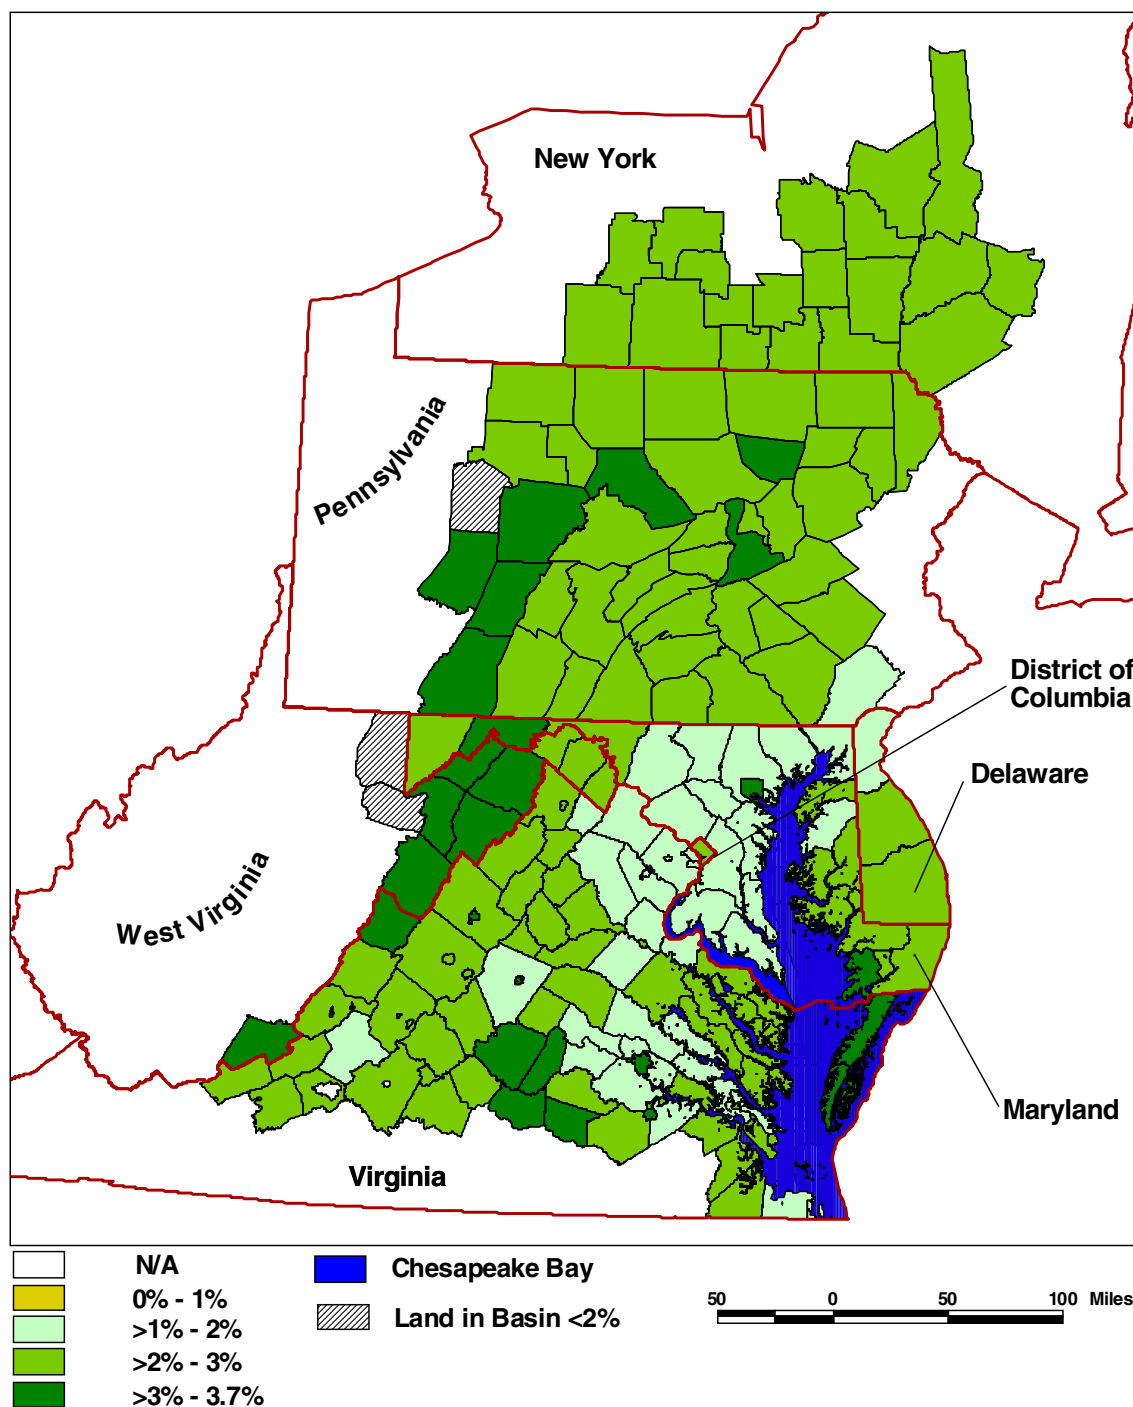 New York
Pennsylvania
District of
Columbia
Delaware
West Virginia
Maryland
Virginia
N/A
0% - 1%
>1% - 2%
>2% - 3%
>3% - 3.7%
Chesapeake Bay
Land in Basin <2%
50 0 50 100 Miles